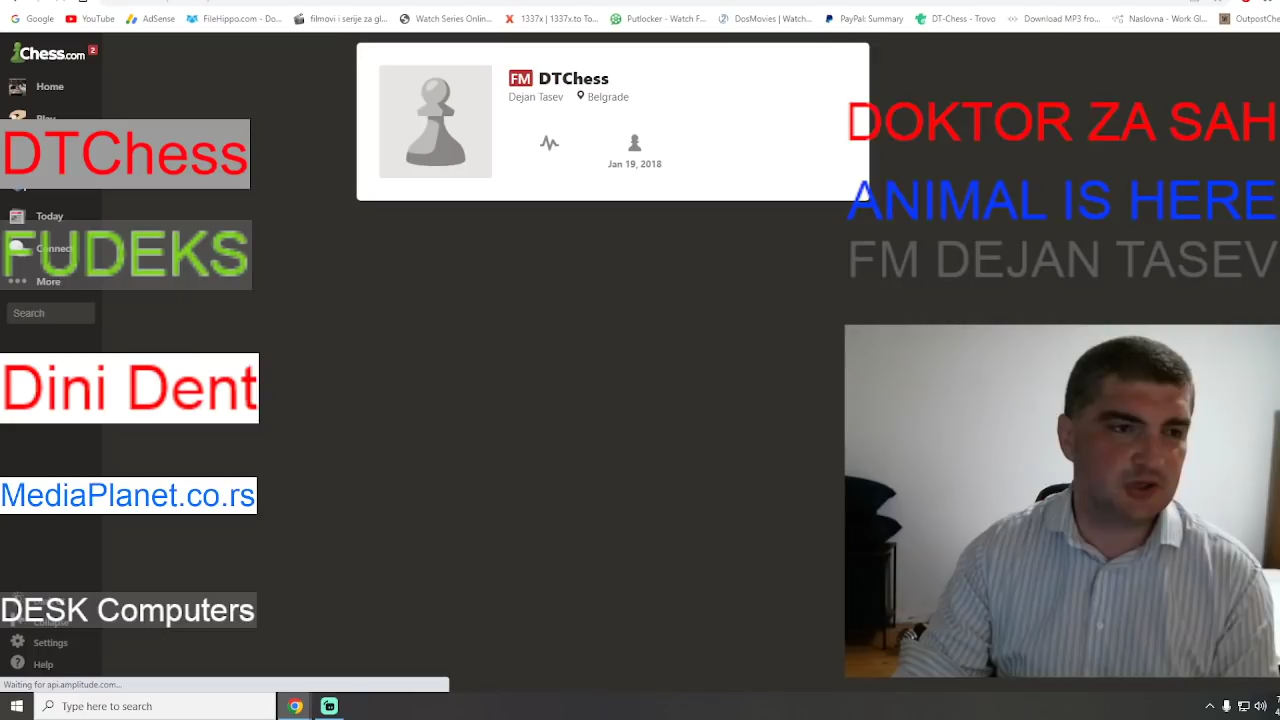 Google
YouTube
AdSense
FileHippo.com - Do...
filmovi i serije za gl...
Watch Series Onlin...
1337x | 1337x.to To...
Putlocker - Watch F...
DosMovies | Watch...
PayPal: Summary
DT-Chess - Trovo
Download MP3 fro...
Naslovna - Work Gl...
OutpostChe
Chess.com
2
Home
Play
DTChess
Today
Connect
FUDEKS
More
Search
Dini Dent
MediaPlanet.co.rs
DESK Computers
Collapse
Settings
Help
Waiting for api.amplitude.com...
Type here to search
FM DTChess
Dejan Tasev
Belgrade
Jan 19, 2018
DOKTOR ZA SAH
ANIMAL IS HERE
FM DEJAN TASEV